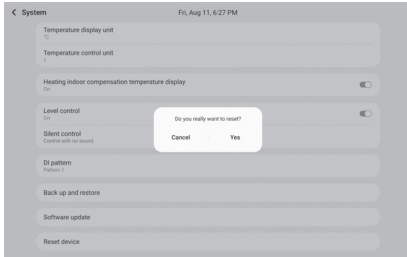 System
Fri, Aug 11, 6:27 PM
Temperature display unit
°C
Temperature control unit
1
Heating indoor compensation temperature display
On
Level control
On
Do you really want to reset?
Cancel
Yes
Silent control
Control with no sound.
DI pattern
Pattern 1
Back up and restore
Software update
Reset device